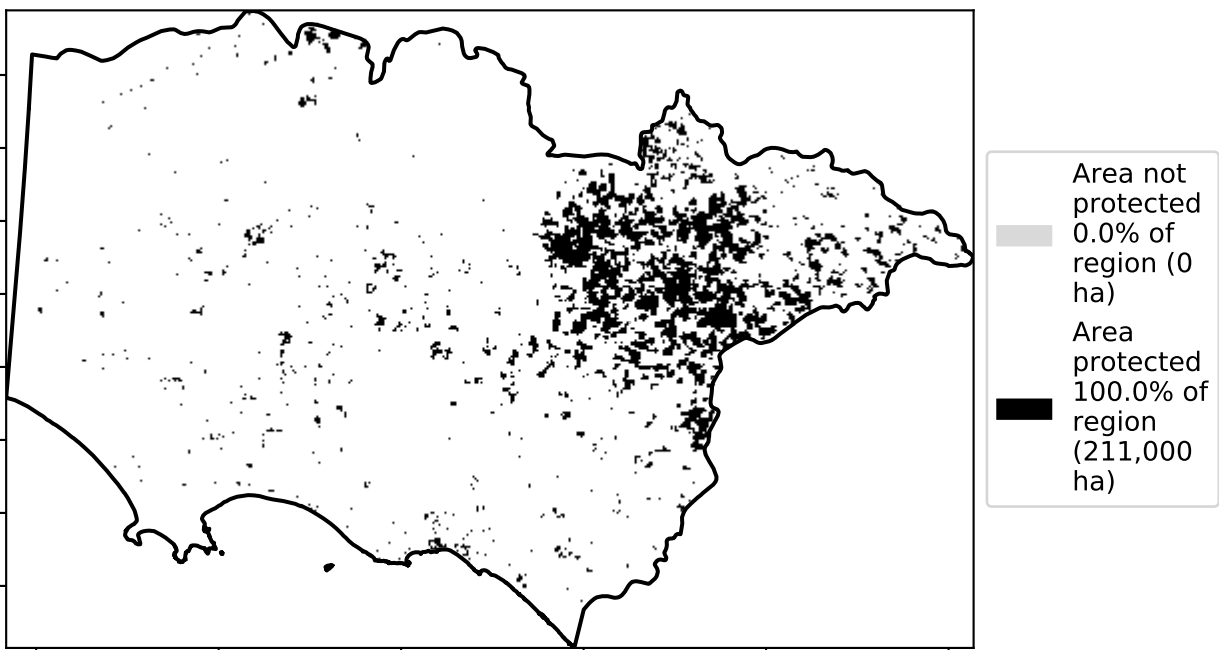 Area not
protected
0.0% of
region (0
ha)
Area
protected
100.0% of
region
(211,000
ha)